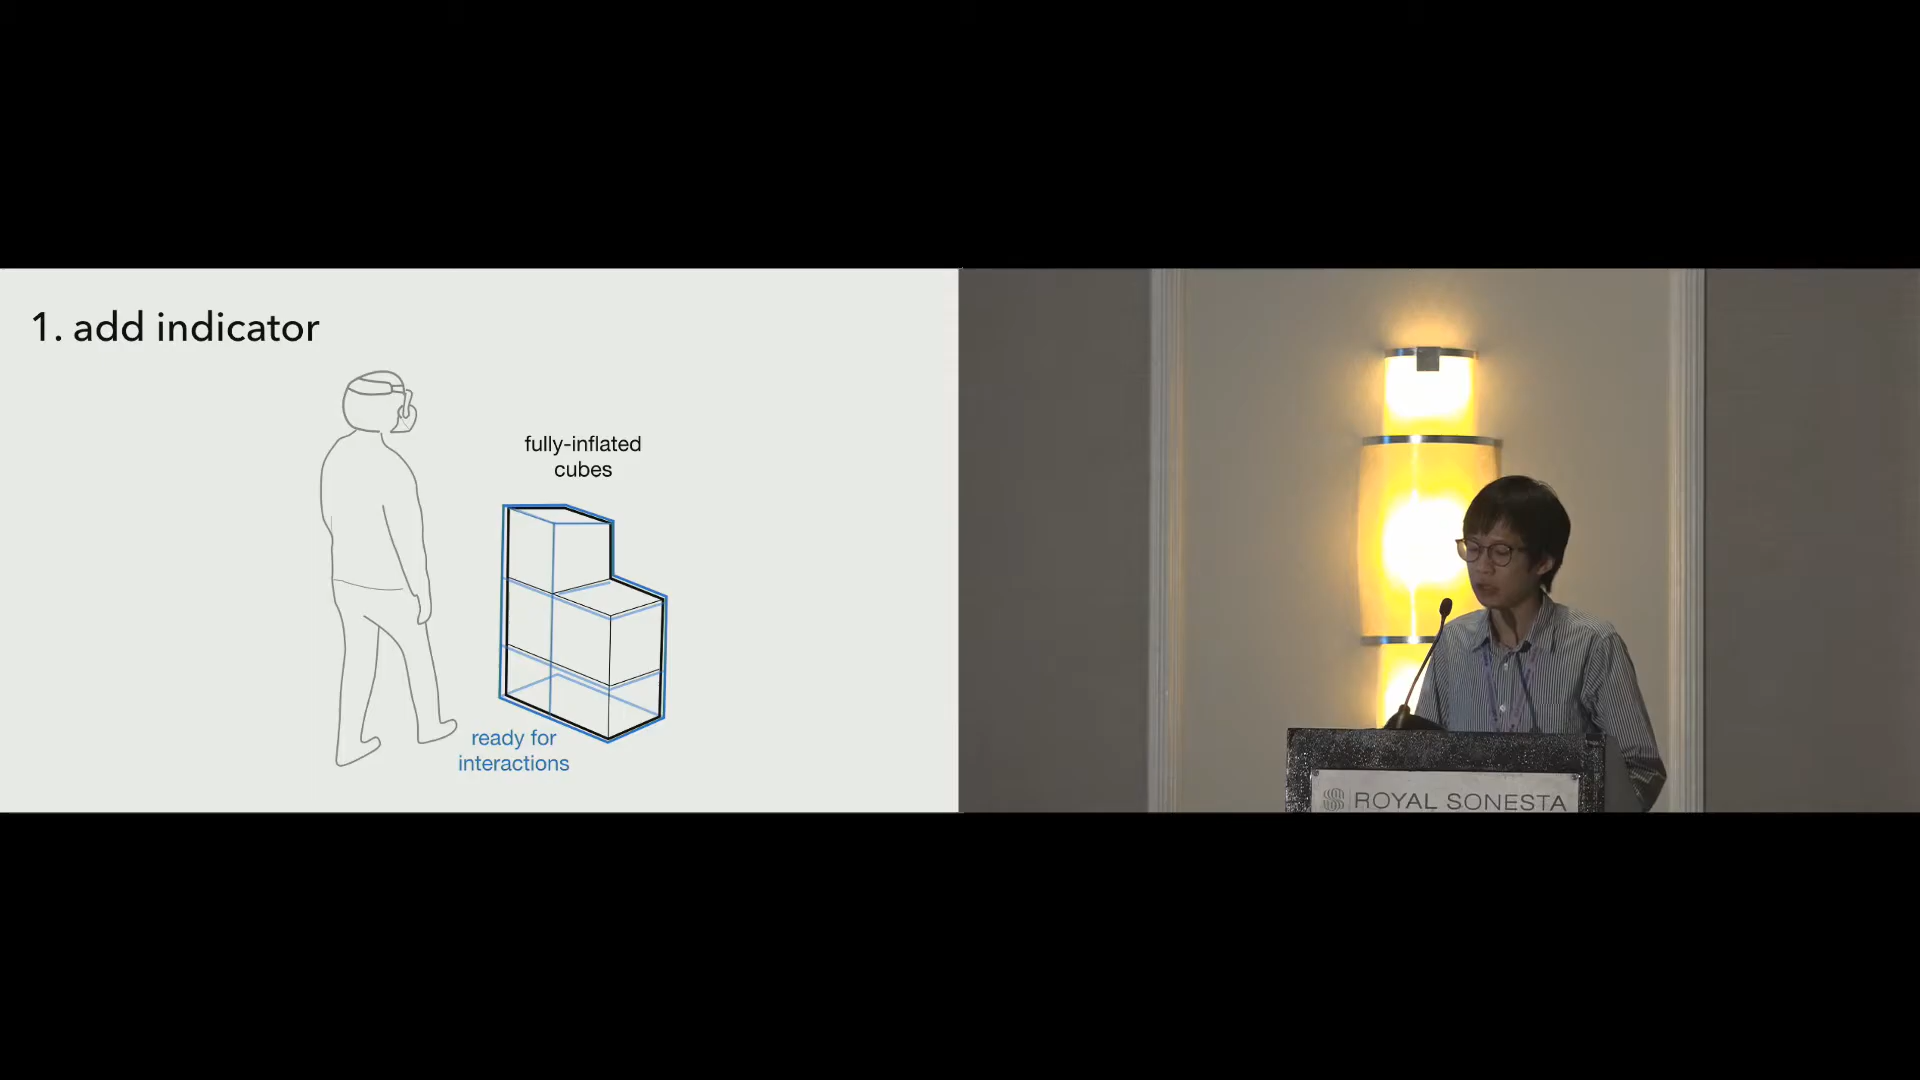 1. add indicator
fully-inflated
cubes
ready for
interactions
ROYAL SONESTA